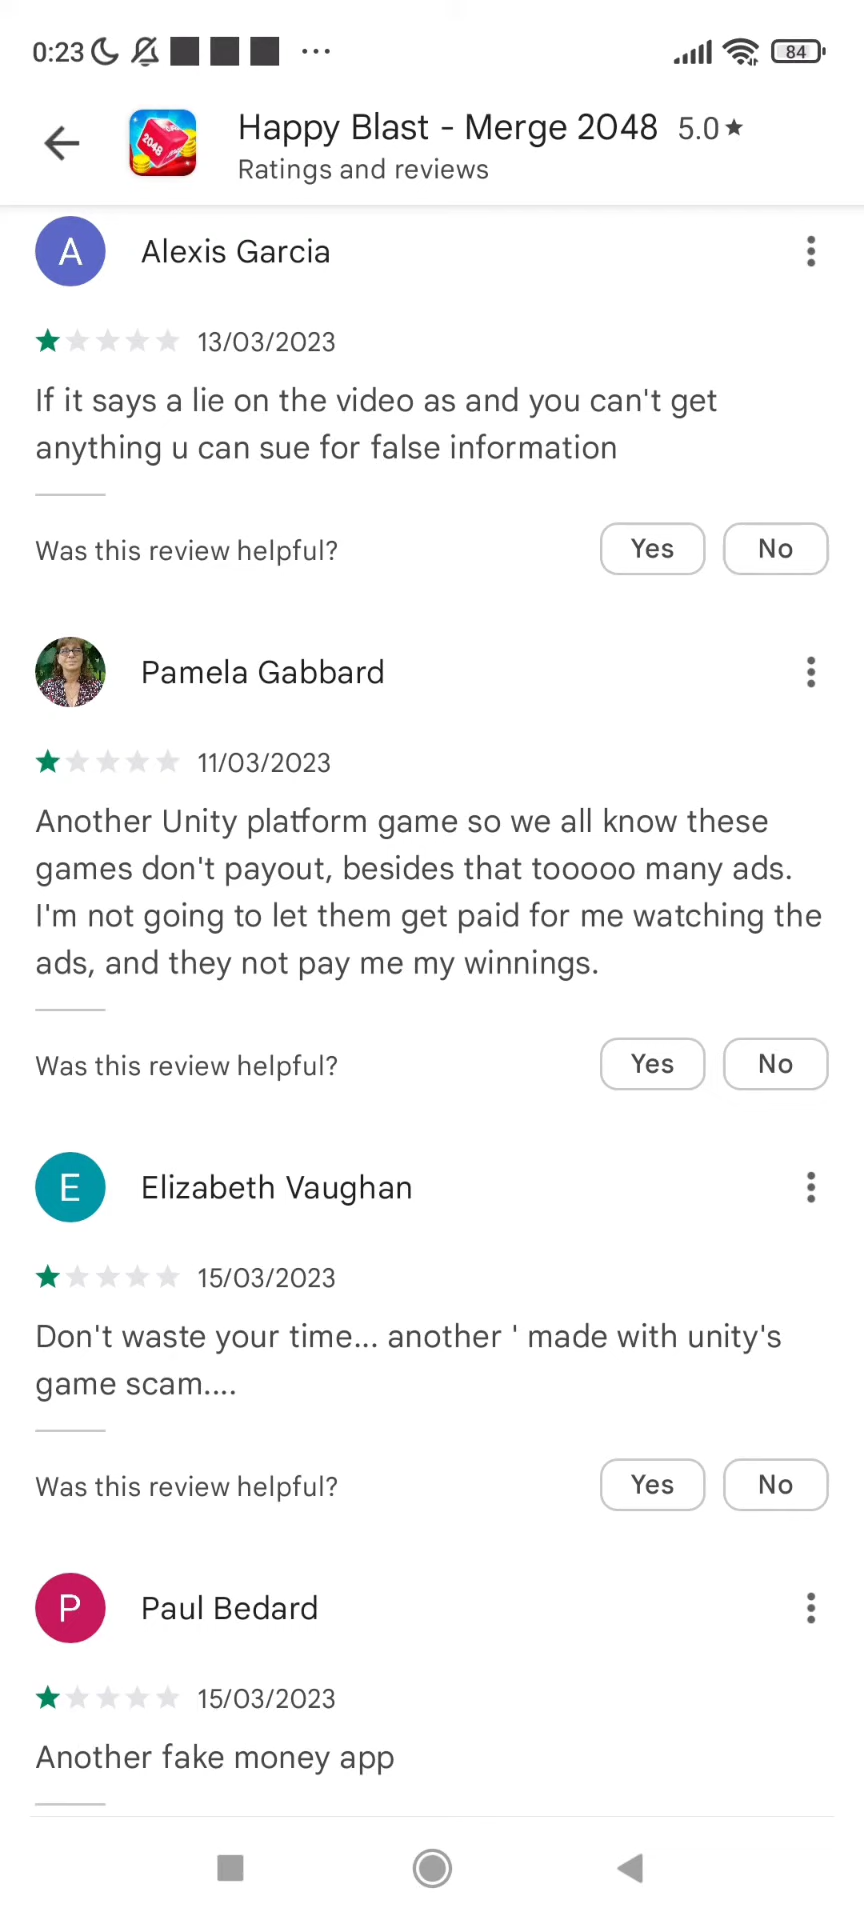 0:23 ... 84
Happy Blast - Merge 2048 5.0★
2048
Ratings and reviews
A Alexis Garcia
13/03/2023
If it says a lie on the video as and you can't get
anything u can sue for false information
Was this review helpful? Yes No
Pamela Gabbard
11/03/2023
Another Unity platform game so we all know these
games don't payout, besides that tooooo many ads.
I'm not going to let them get paid for me watching the
ads, and they not pay me my winnings.
Was this review helpful? Yes No
E Elizabeth Vaughan
15/03/2023
Don't waste your time... another ' made with unity's
game scam....
Was this review helpful? Yes No
P Paul Bedard
15/03/2023
Another fake money app